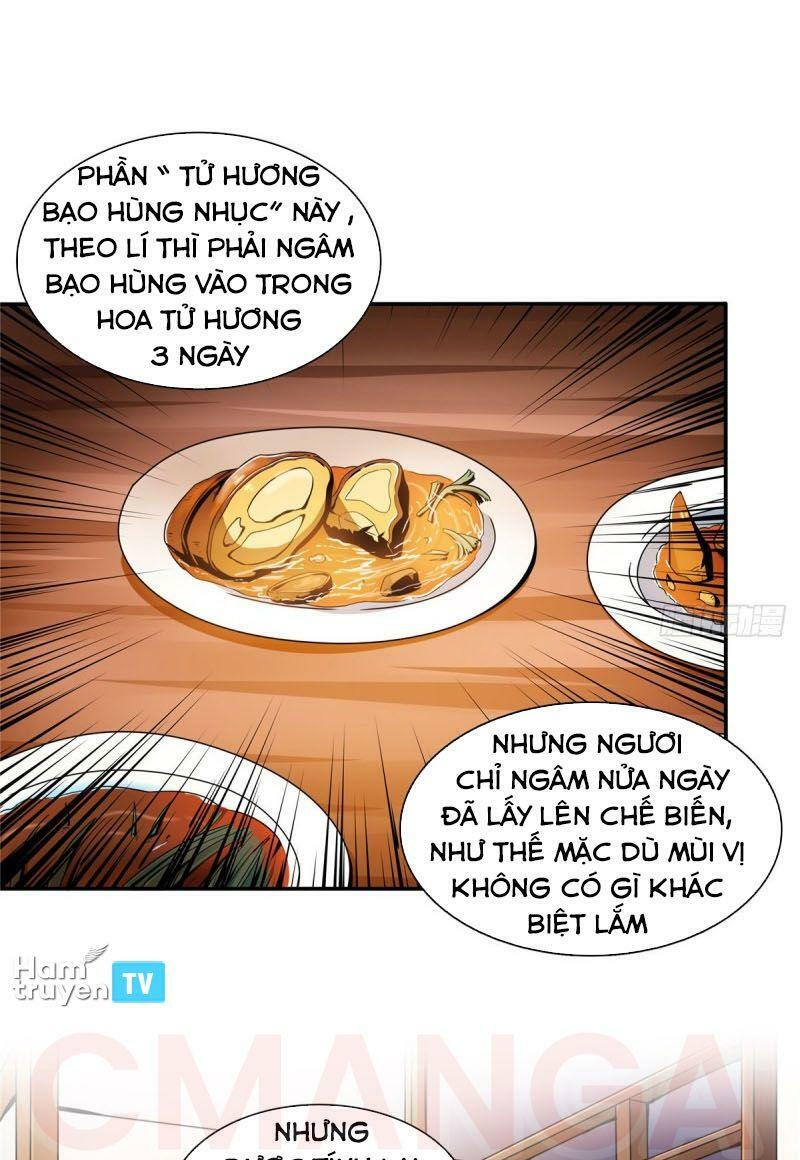 PHẦN “ TỬ HƯƠNG
BẠO HÙNG NHỤC” NÀY ,
THEO LÍ THÌ PHẢI NGÂM
BẠO HÙNG VÀO TRONG
HOA TỬ HƯƠNG
3 NGÀY
NHƯNG NGƯƠI
CHỈ NGÂM NỬA NGÀY
ĐÃ LẤY LÊN CHẾ BIẾN,
NHƯ THẾ MẶC DÙ MÙI VỊ
KHÔNG CÓ GÌ KHÁC
BIỆT LẮM
Ham
truyen TV
CMANGA
NHƯNG